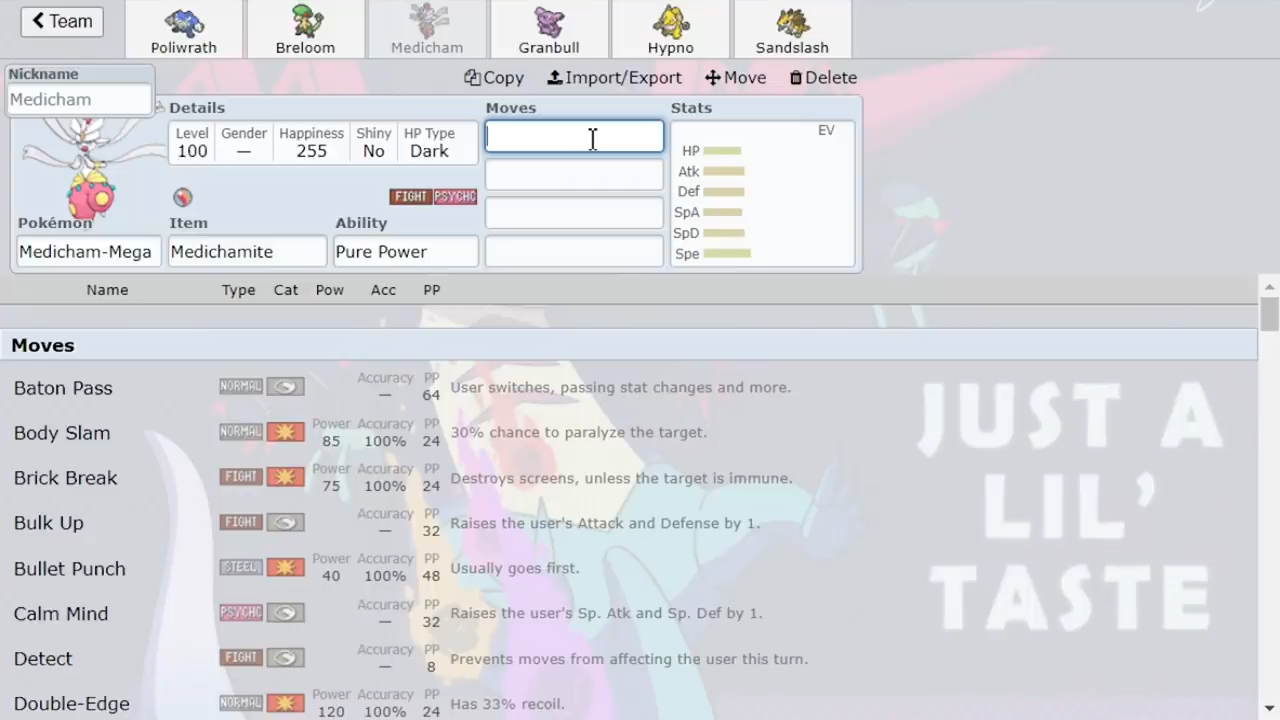 Team
Poliwrath
Breloom
Medicham
Granbull
Hypno
Sandslash
Nickname
Medicham
Copy
Import/Export
Move
Delete
Details
Moves
Stats
Level
100
Gender
—
Happiness
255
Shiny
No
HP Type
Dark
EV
HP
Atk
Def
SpA
SpD
Spe
FIGHT PSYCHC
Pokémon
Medicham-Mega
Item
Medichamite
Ability
Pure Power
Name Type Cat Pow Acc PP
Moves
Baton Pass NORMAL Accuracy — PP 64 User switches, passing stat changes and more.
Body Slam NORMAL Power 85 Accuracy 100% PP 24 30% chance to paralyze the target.
Brick Break FIGHT Power 75 Accuracy 100% PP 24 Destroys screens, unless the target is immune.
Bulk Up FIGHT Accuracy — PP 32 Raises the user's Attack and Defense by 1.
Bullet Punch STEEL Power 40 Accuracy 100% PP 48 Usually goes first.
Calm Mind PSYCHC Accuracy — PP 32 Raises the user's Sp. Atk and Sp. Def by 1.
Detect FIGHT Accuracy — PP 8 Prevents moves from affecting the user this turn.
Double-Edge NORMAL Power 120 Accuracy 100% PP 24 Has 33% recoil.
JUST A
LIL'
TASTE